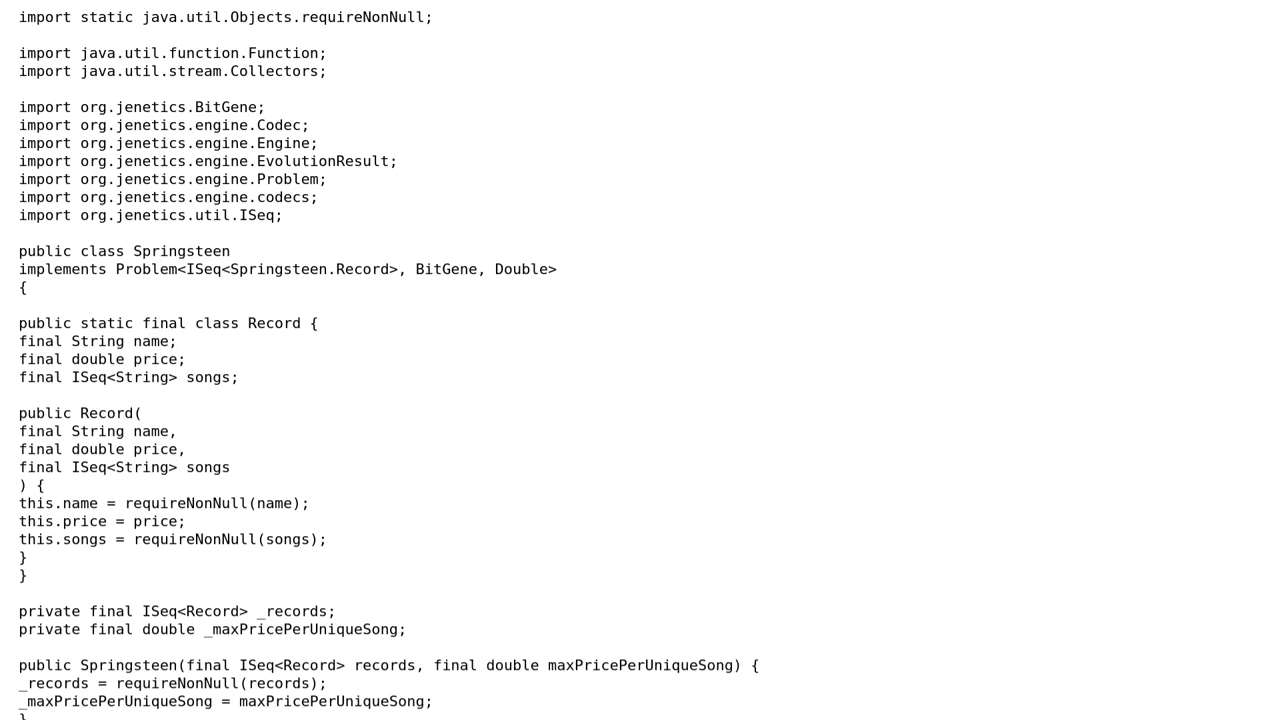 import static java.util.Objects.requireNonNull;
import java.util.function.Function;
import java.util.stream.Collectors;
import org.jenetics.BitGene;
import org.jenetics.engine.Codec;
import org.jenetics.engine.Engine;
import org.jenetics.engine.EvolutionResult;
import org.jenetics.engine.Problem;
import org.jenetics.engine.codecs;
import org.jenetics.util.ISeq;
public class Springsteen
implements Problem<ISeq<Springsteen.Record>, BitGene, Double>
{
public static final class Record {
final String name;
final double price;
final ISeq<String> songs;
public Record(
final String name,
final double price,
final ISeq<String> songs
) {
this.name = requireNonNull(name);
this.price = price;
this.songs = requireNonNull(songs);
}
}
private final ISeq<Record> _records;
private final double _maxPricePerUniqueSong;
public Springsteen(final ISeq<Record> records, final double maxPricePerUniqueSong) {
_records = requireNonNull(records);
_maxPricePerUniqueSong = maxPricePerUniqueSong;
}